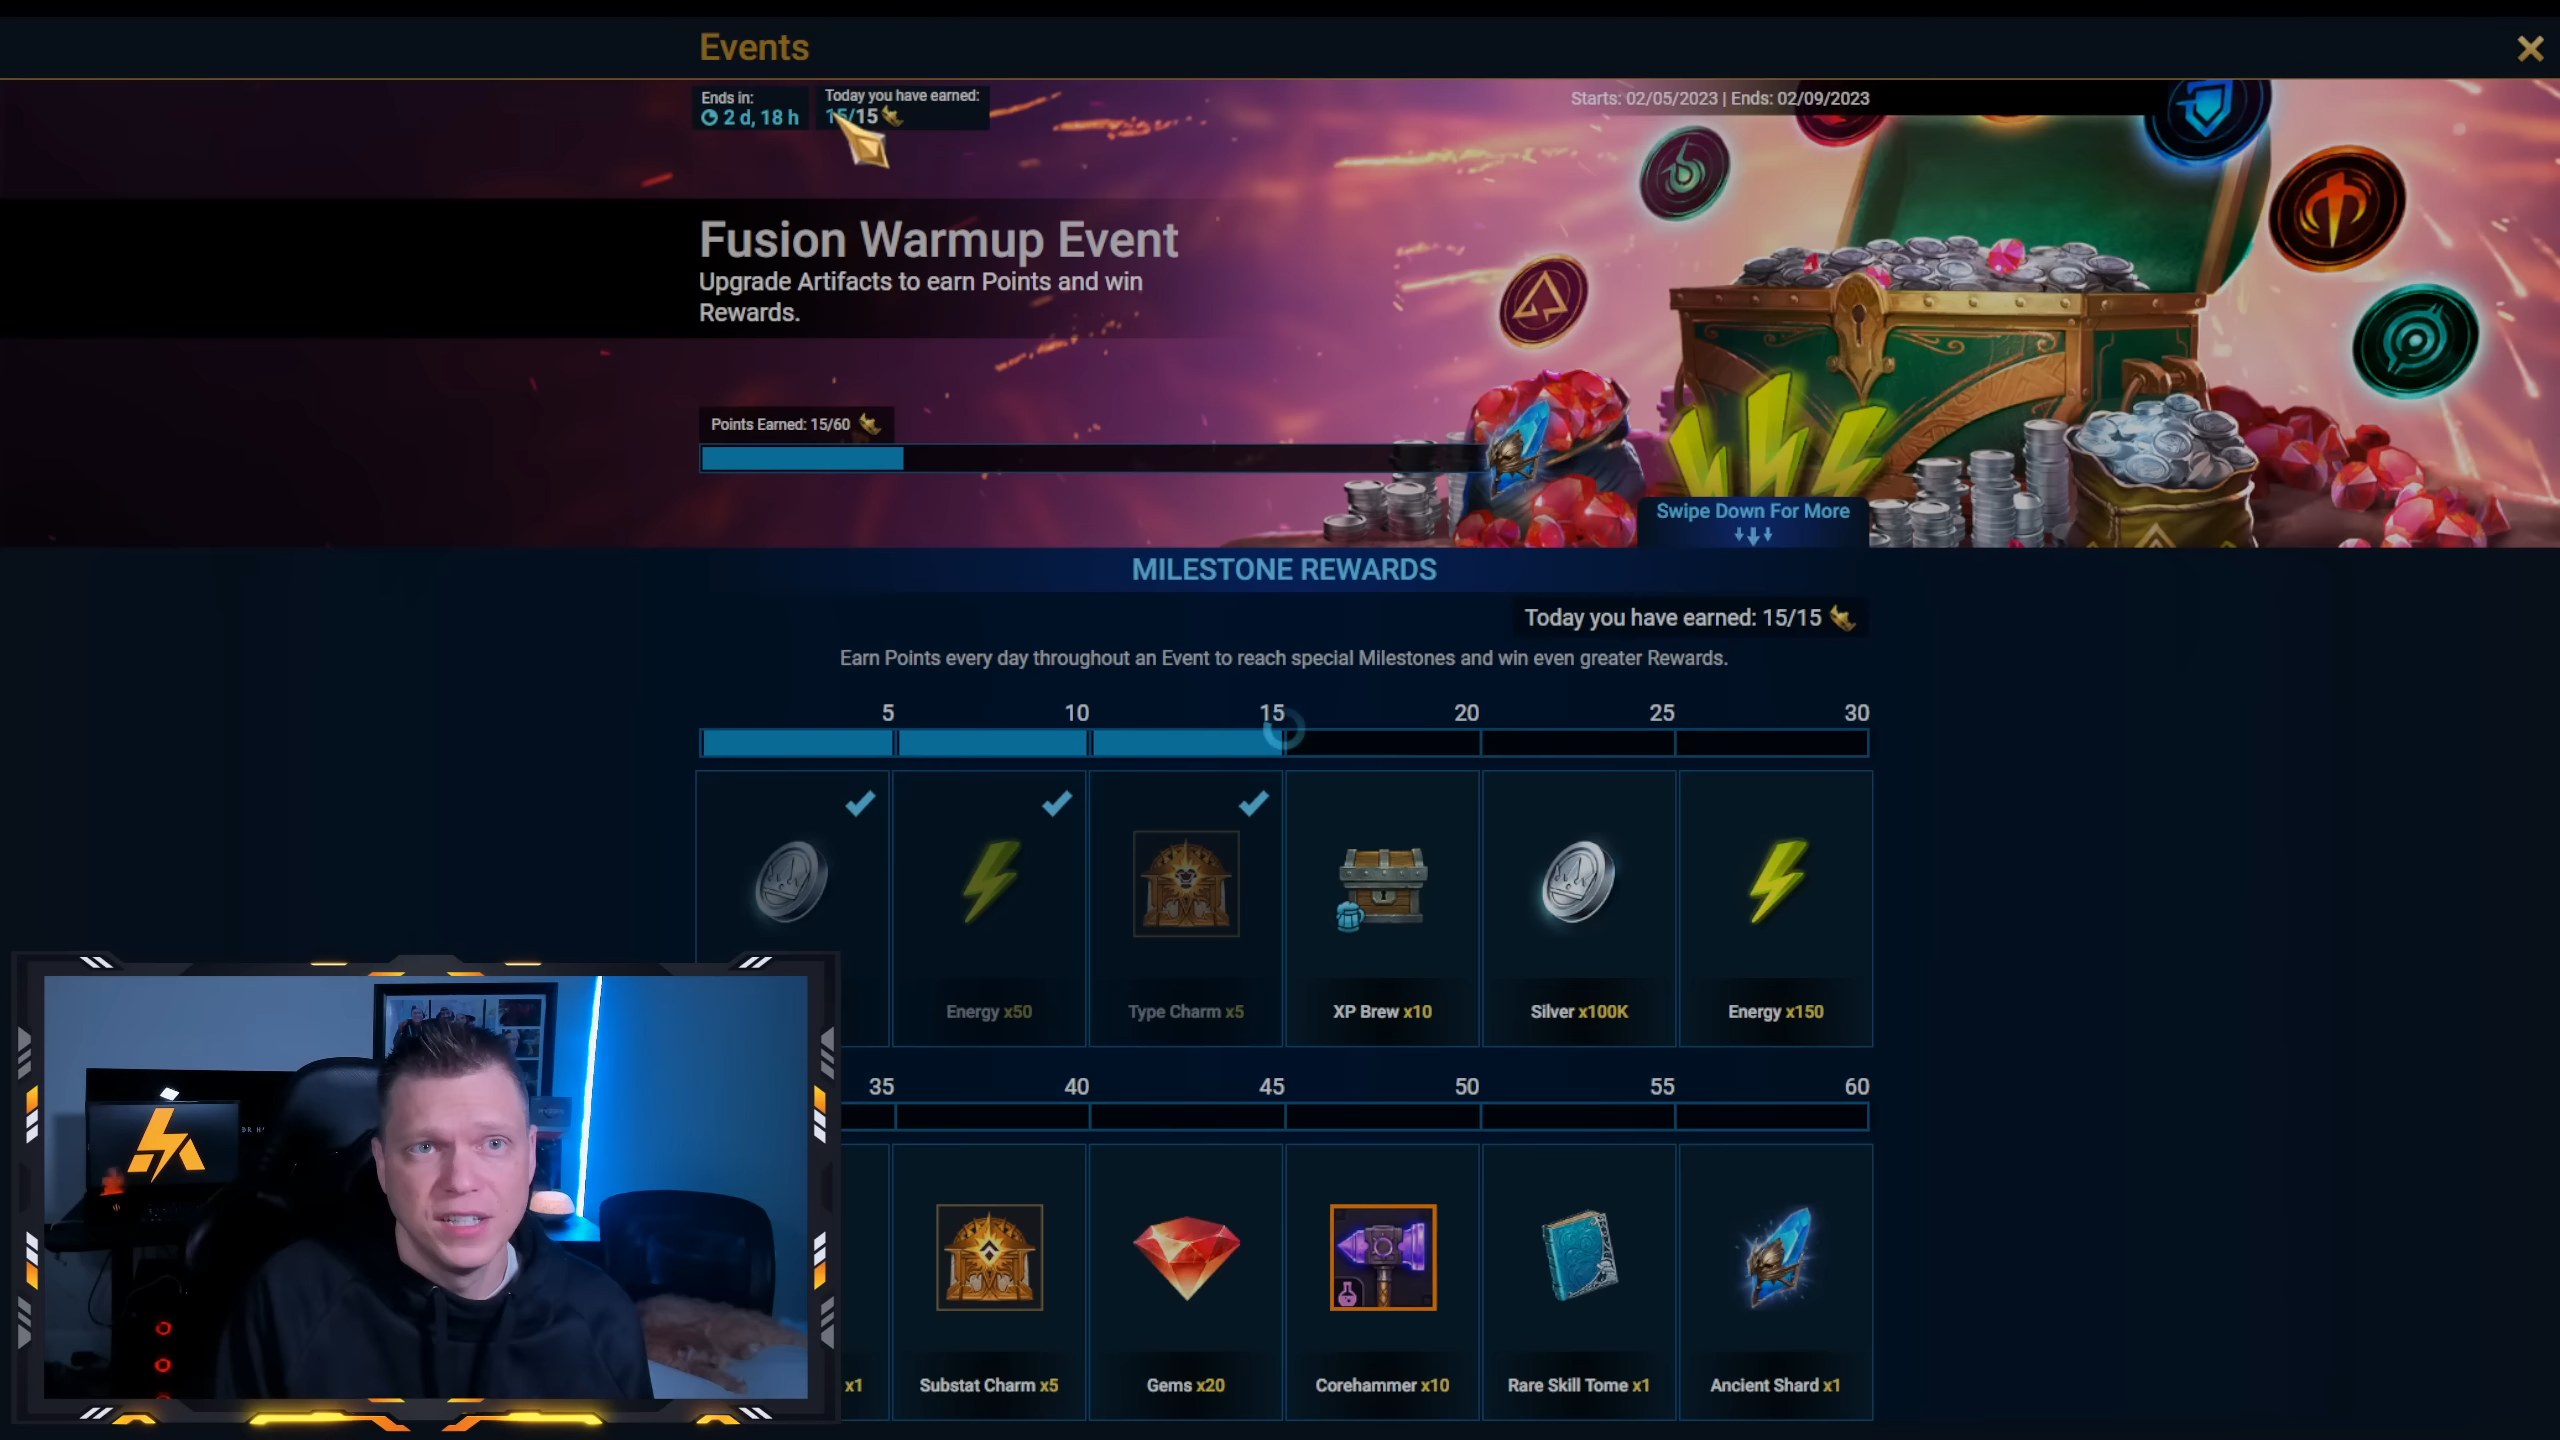 Events
Ends in:
2 d, 18 h
Today you have earned:
15/15
Starts: 02/05/2023 | Ends: 02/09/2023
Fusion Warmup Event
Upgrade Artifacts to earn Points and win
Rewards.
Points Earned: 15/60
Swipe Down For More
MILESTONE REWARDS
Today you have earned: 15/15
Earn Points every day throughout an Event to reach special Milestones and win even greater Rewards.
5 10 15 20 25 30
Energy x50 Type Charm x5 XP Brew x10 Silver x100K Energy x150
35 40 45 50 55 60
x1 Substat Charm x5 Gems x20 Corehammer x10 Rare Skill Tome x1 Ancient Shard x1